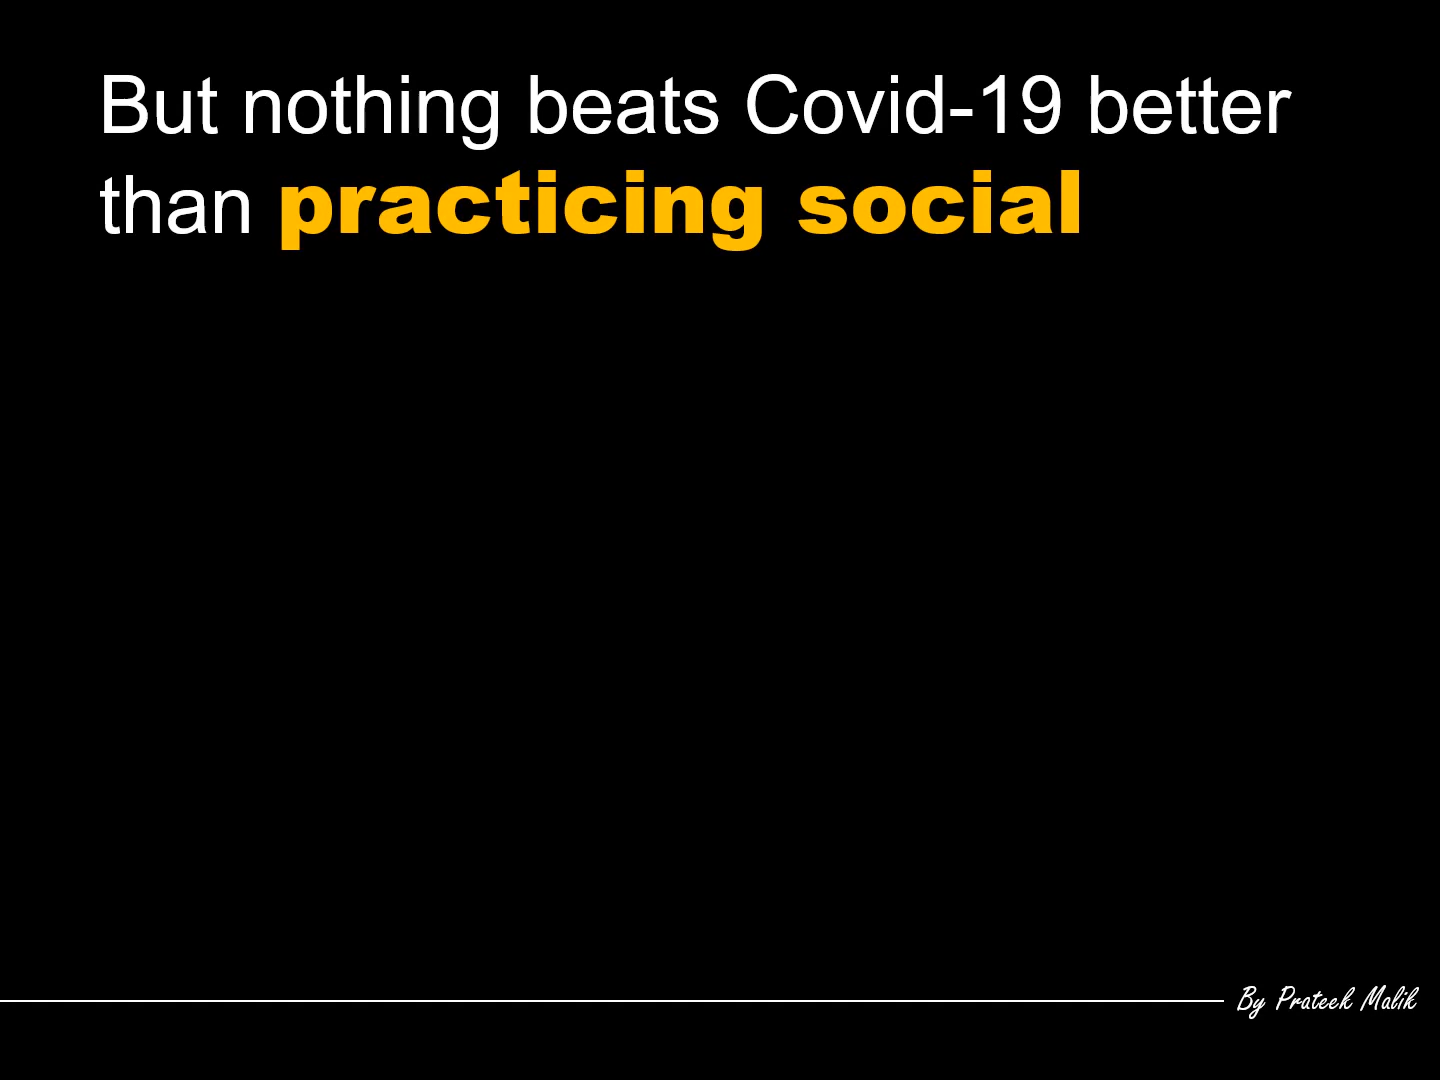 But nothing beats Covid-19 better
than practicing social
By Prateek Malik